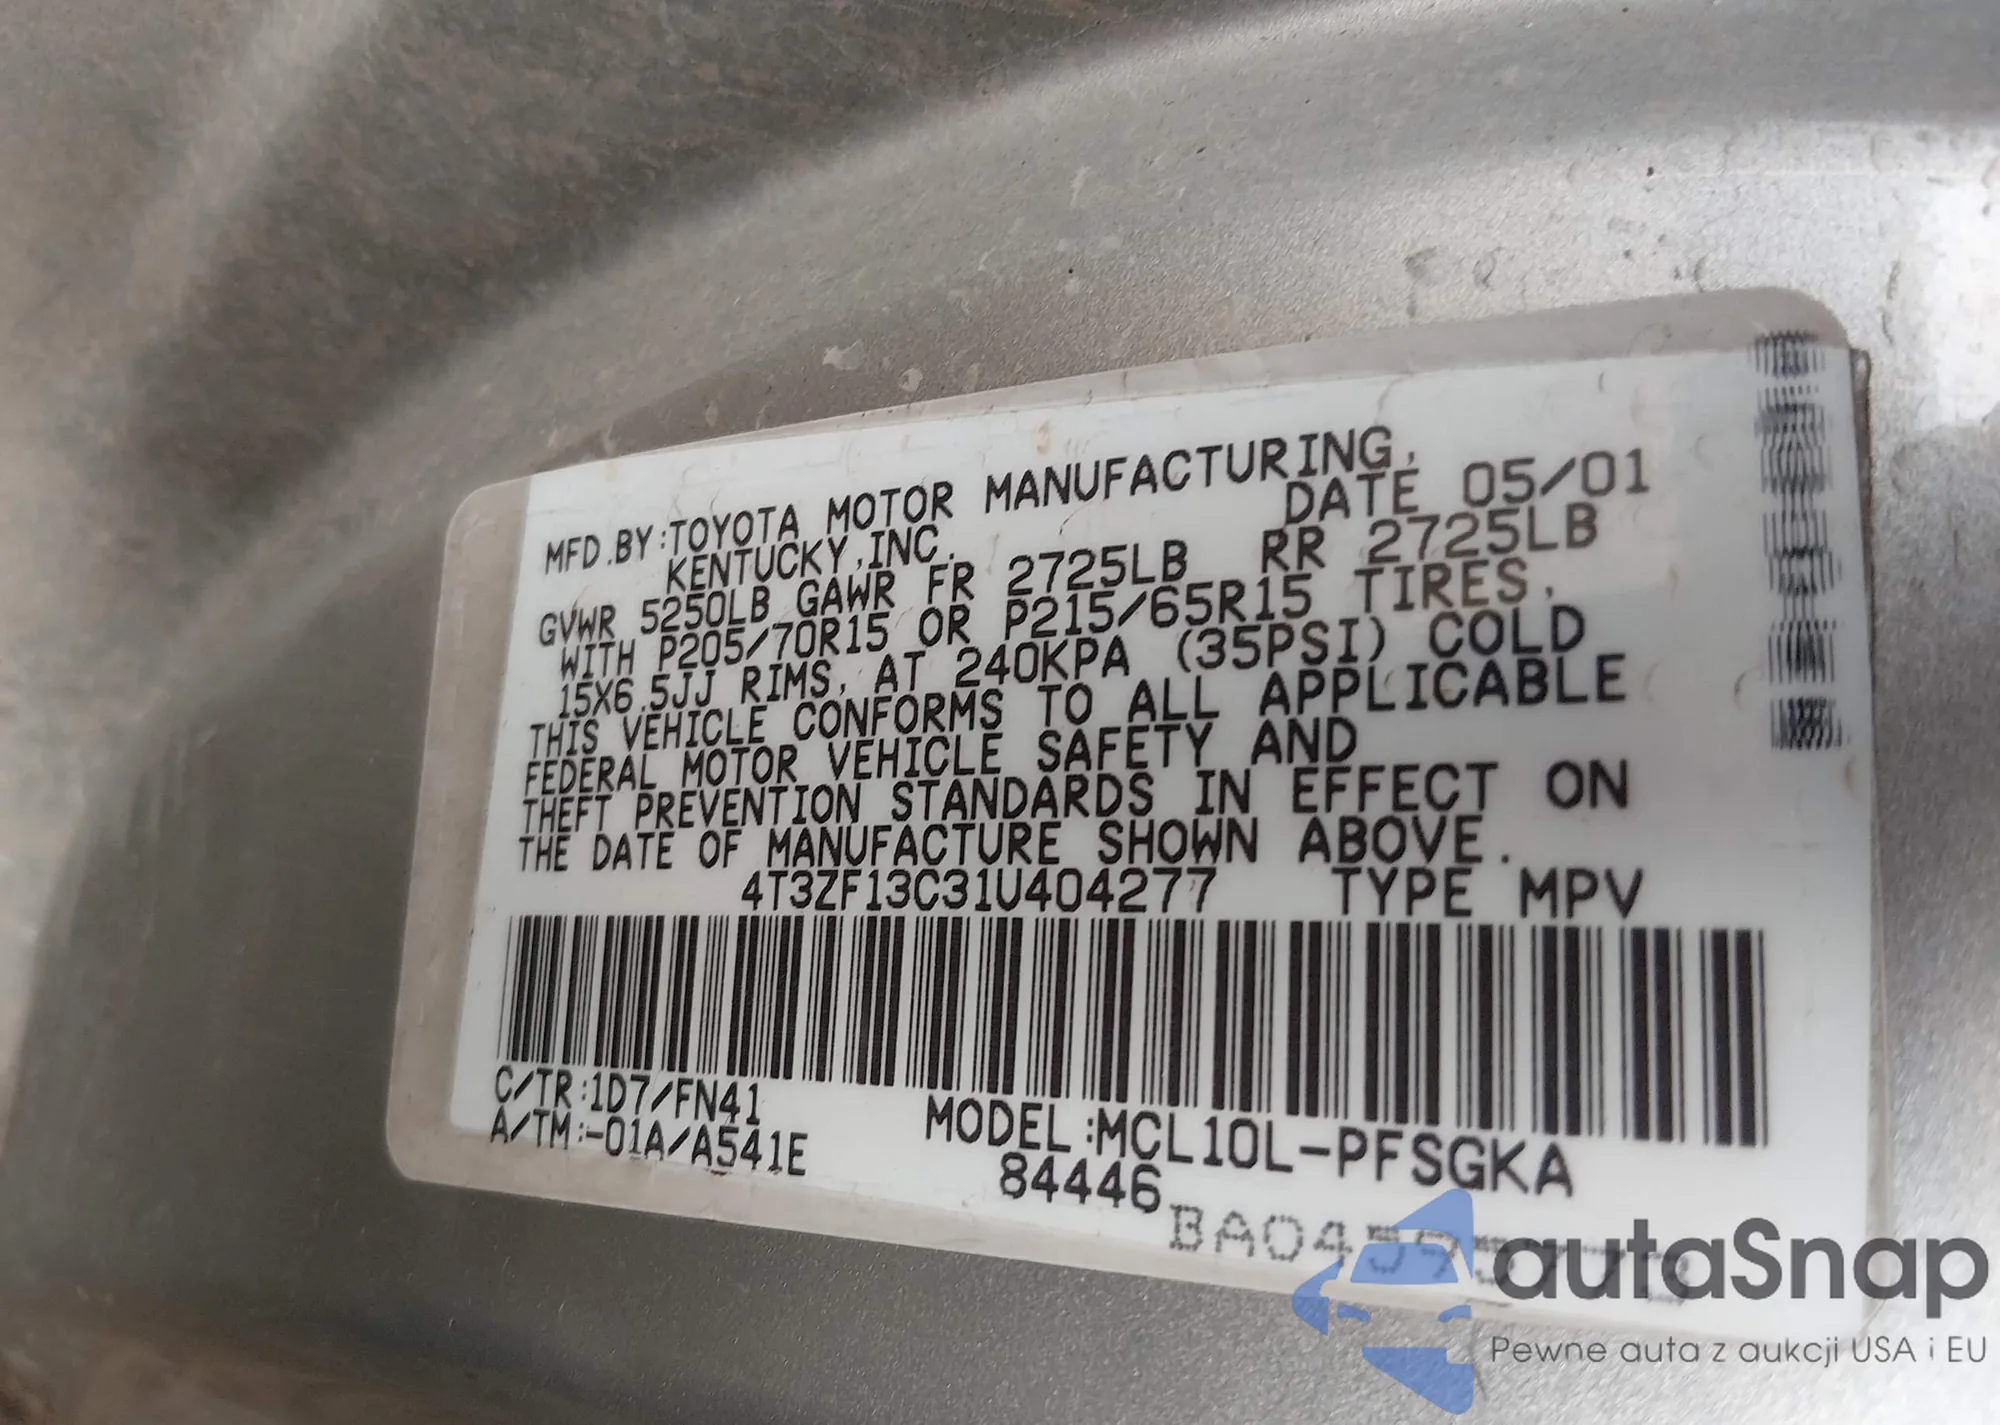 MFD.BY:TOYOTA MOTOR MANUFACTURING,
KENTUCKY,INC. DATE 05/01
GVWR 5250LB GAWR FR 2725LB RR 2725LB
WITH P205/70R15 OR P215/65R15 TIRES,
15X6.5JJ RIMS, AT 240KPA (35PSI) COLD
THIS VEHICLE CONFORMS TO ALL APPLICABLE
FEDERAL MOTOR VEHICLE SAFETY AND
THEFT PREVENTION STANDARDS IN EFFECT ON
THE DATE OF MANUFACTURE SHOWN ABOVE.
4T3ZF13C31U404277 TYPE MPV
C/TR:1D7/FN41
A/TM:-01A/A541E
MODEL:MCL10L-PFSGKA
84446
autaSnap
Pewne auta z aukcji USA i EU